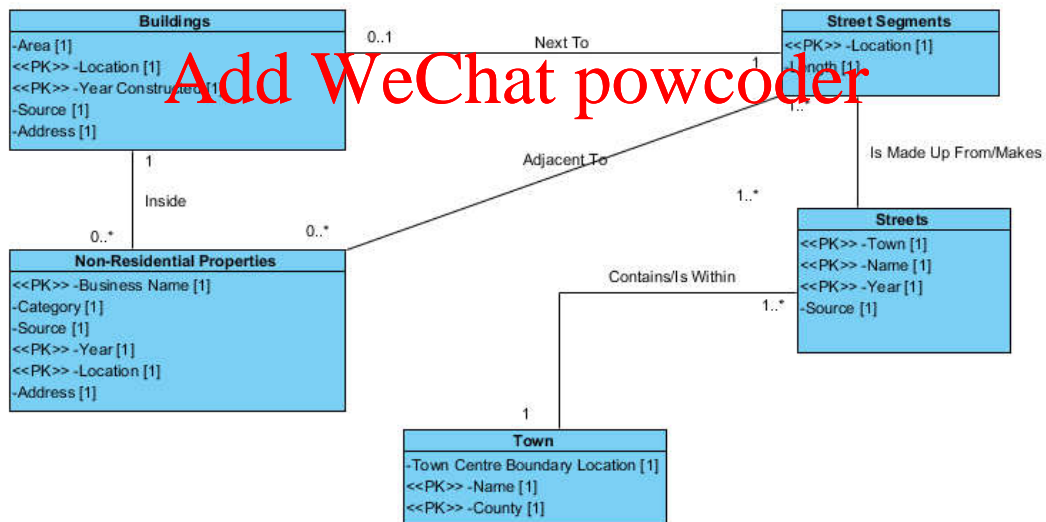 Buildings
-Area [1]
<<PK>> -Location [1]
<<PK>> -Year Constructed [1]
-Source [1]
-Address [1]
0..1
Next To
1
Street Segments
<<PK>> -Location [1]
-Length [1]
Add WeChat powcoder
1..*
1
Inside
0..*
Adjacent To
0..*
Is Made Up From/Makes
1..*
Non-Residential Properties
<<PK>> -Business Name [1]
-Category [1]
-Source [1]
<<PK>> -Year [1]
<<PK>> -Location [1]
-Address [1]
Streets
<<PK>> -Town [1]
<<PK>> -Name [1]
<<PK>> -Year [1]
-Source [1]
Contains/Is Within
1..*
1
Town
-Town Centre Boundary Location [1]
<<PK>> -Name [1]
<<PK>> -County [1]